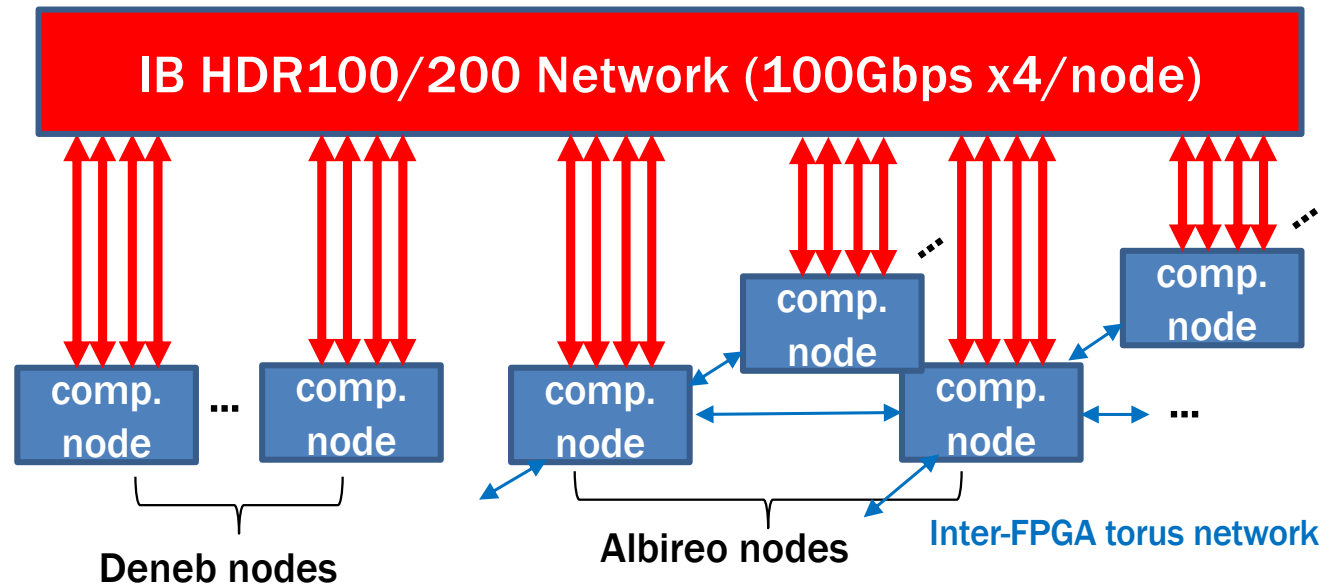 IB HDR100/200 Network (100Gbps x4/node)
comp.
node
...
comp.
node
comp.
node
comp.
node
...
comp.
node
comp.
node
...
...
Deneb nodes
Albireo nodes
Inter-FPGA torus network